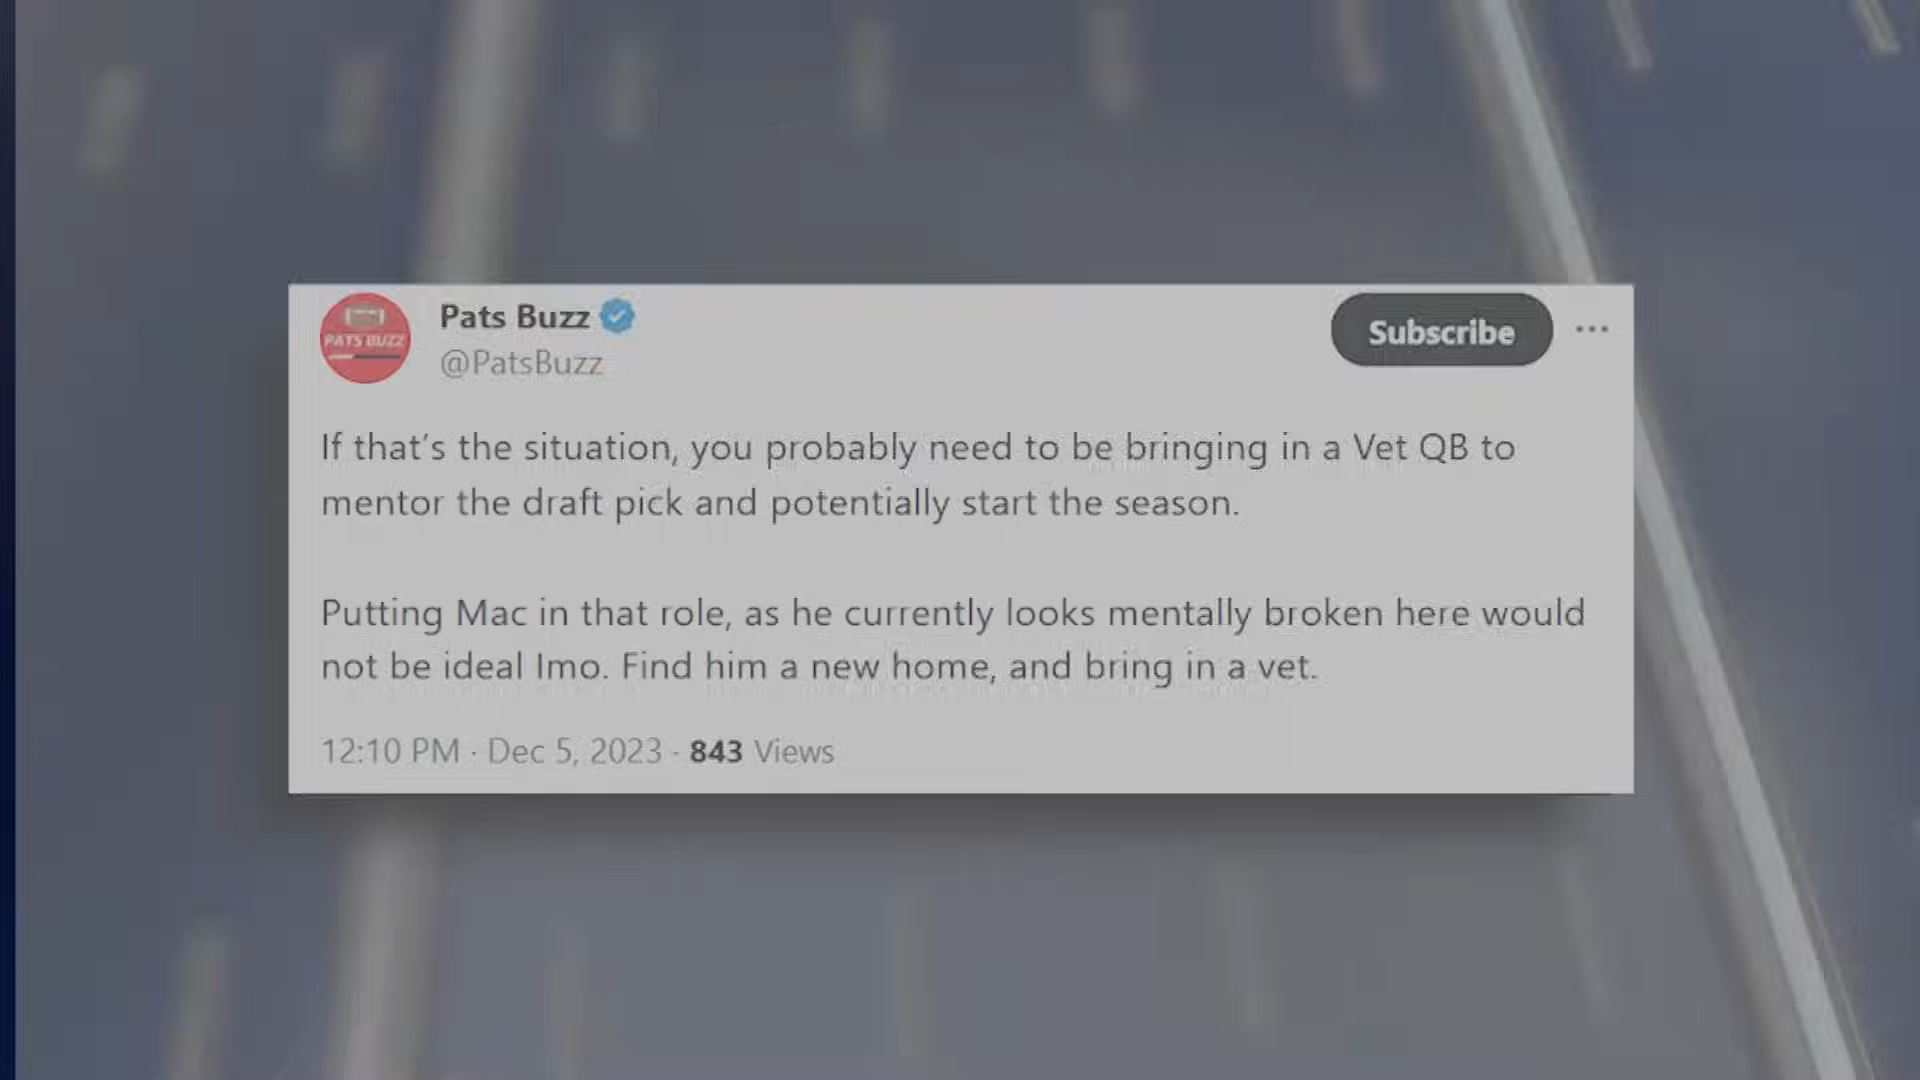 Pats Buzz
@PatsBuzz
Subscribe
PATS BUZZ
If that's the situation, you probably need to be bringing in a Vet QB to
mentor the draft pick and potentially start the season.
Putting Mac in that role, as he currently looks mentally broken here would
not be ideal Imo. Find him a new home, and bring in a vet.
12:10 PM · Dec 5, 2023 · 843 Views